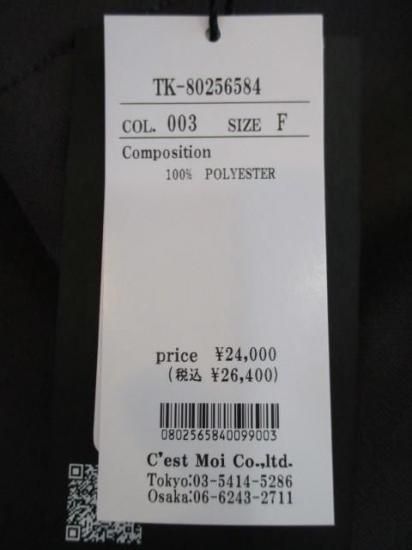 TK-80256584
COL. 003 SIZE F
Composition
100% POLYESTER
price ¥24,000
(税込 ¥26,400)
0802565840099003
C'est Moi Co.,ltd.
Tokyo:03-5414-5286
Osaka:06-6243-2711